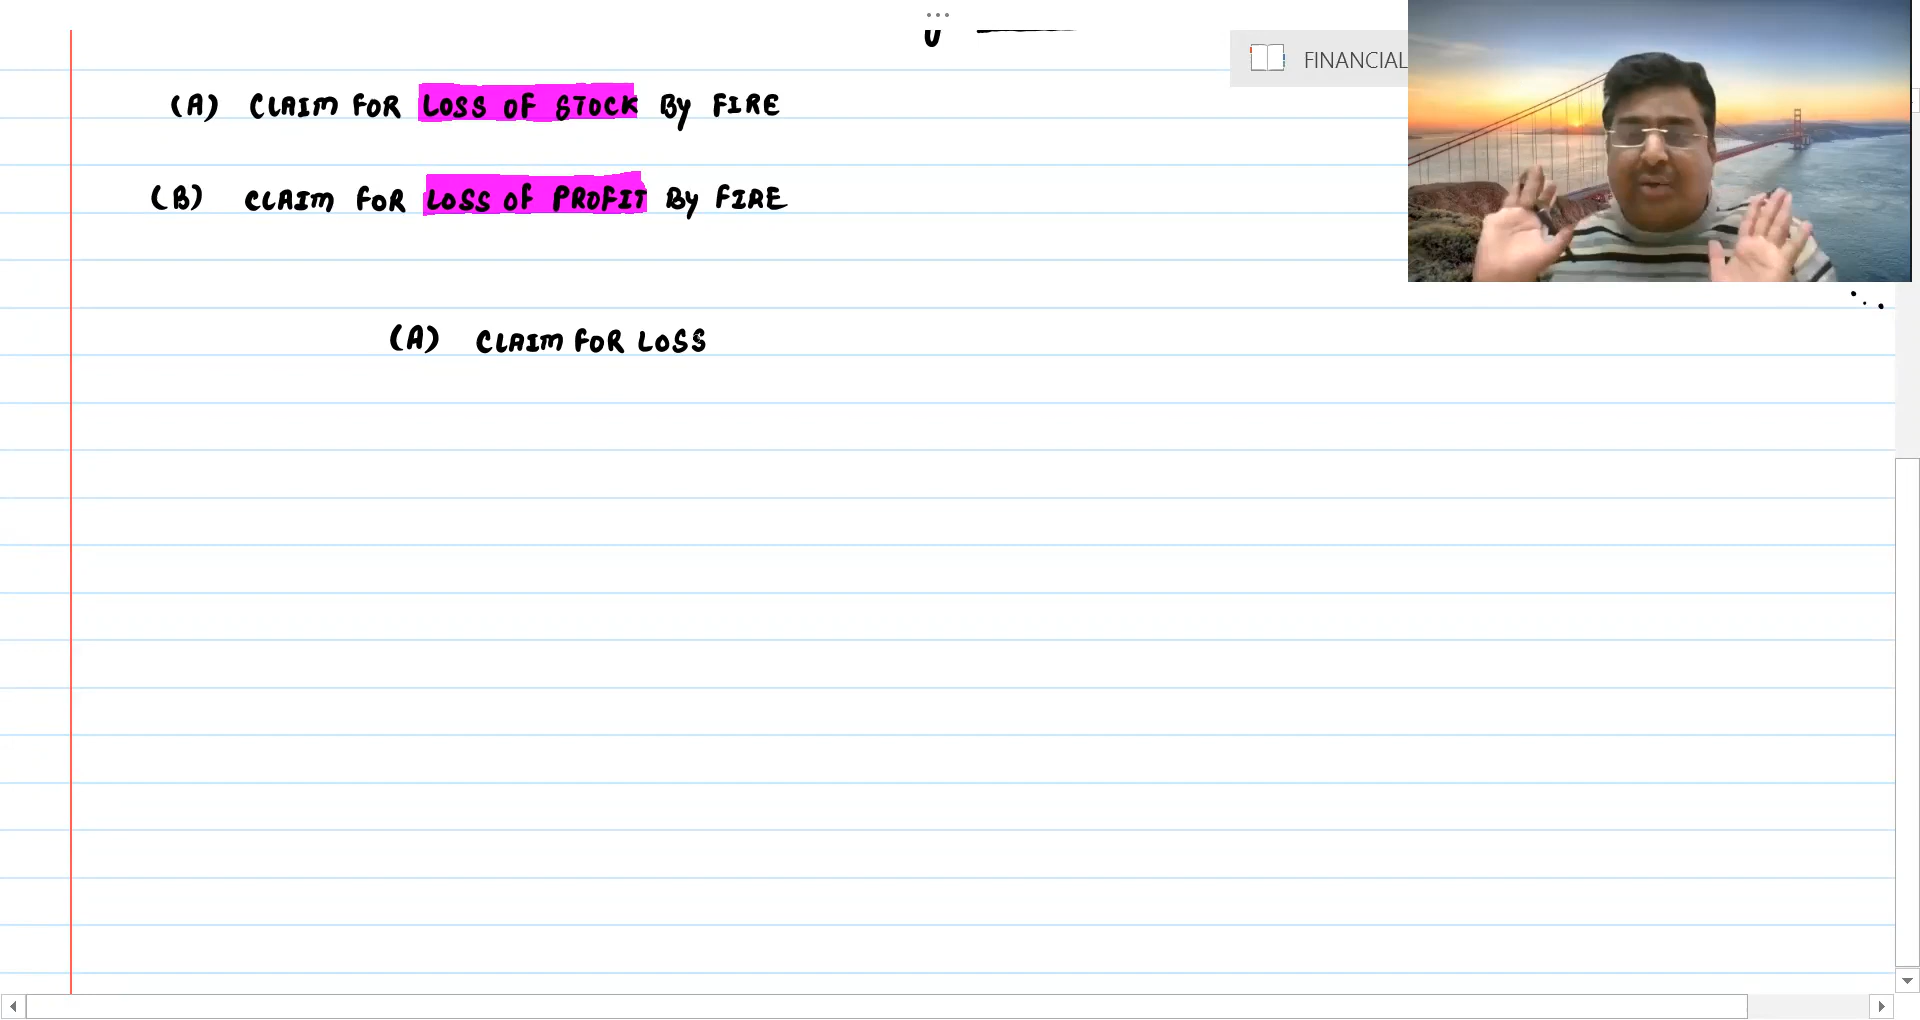 FINANCIAL
(A) CLAIM FOR LOSS OF STOCK By FIRE
(B) CLAIM FOR LOSS OF PROFIT By FIRE
(A) CLAIM FOR LOSS